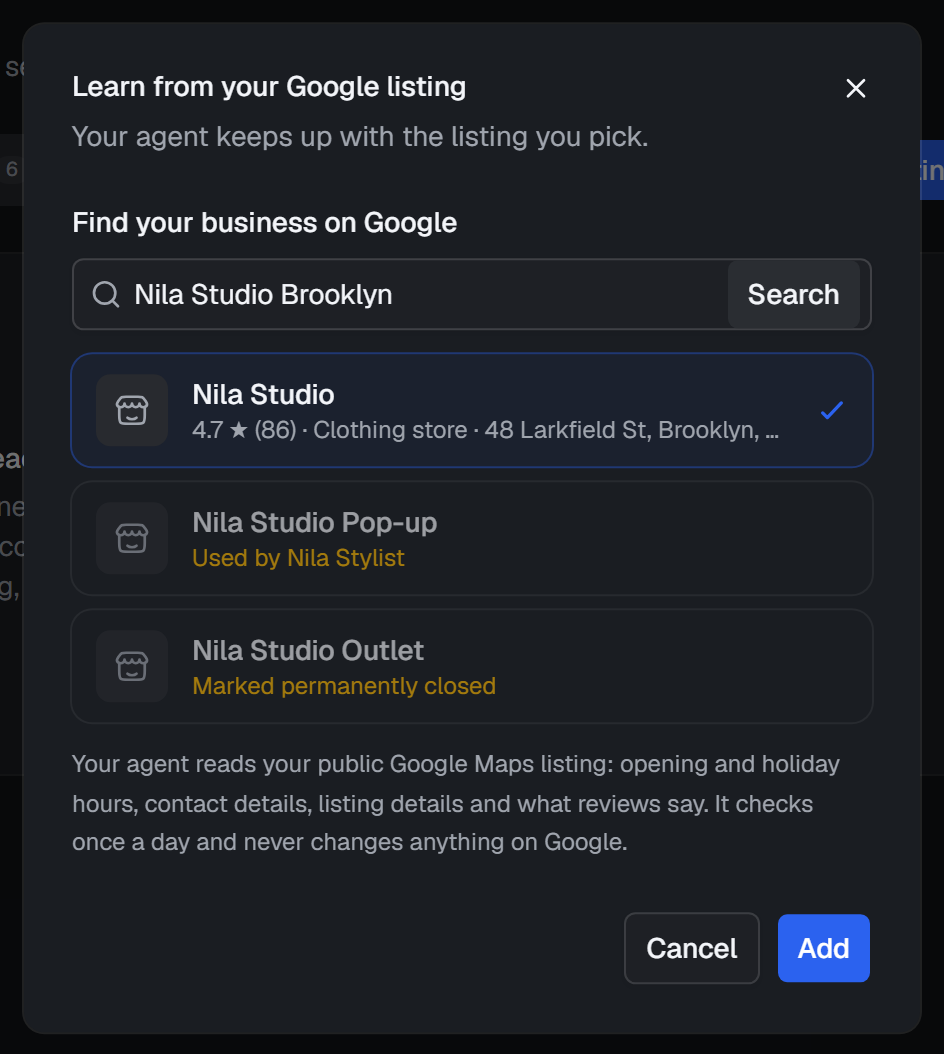 Learn from your Google listing
Your agent keeps up with the listing you pick.
6
Find your business on Google
Nila Studio Brooklyn
Search
Nila Studio
4.7 ★ (86) · Clothing store · 48 Larkfield St, Brooklyn, ...
Nila Studio Pop-up
Used by Nila Stylist
Nila Studio Outlet
Marked permanently closed
Your agent reads your public Google Maps listing: opening and holiday
hours, contact details, listing details and what reviews say. It checks
once a day and never changes anything on Google.
Cancel
Add